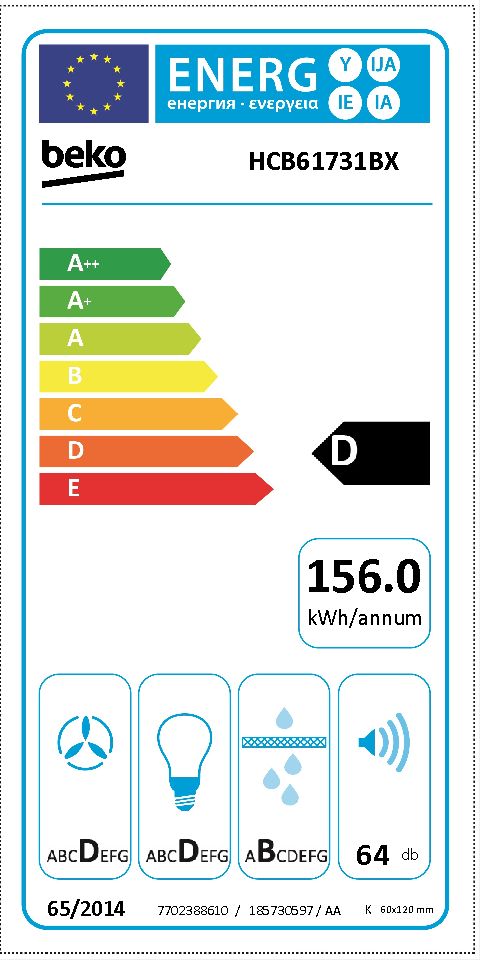 ENERG Y IJA
енергия · ενεργεια IE IA
beko HCB61731BX
A++
A+
A
B
C
D
D
E
156.0
kWh/annum
ABCDEFG ABCDEFG ABCDEFG 64 db
65/2014 7702388610 / 185730597 / AA K 60x120 mm